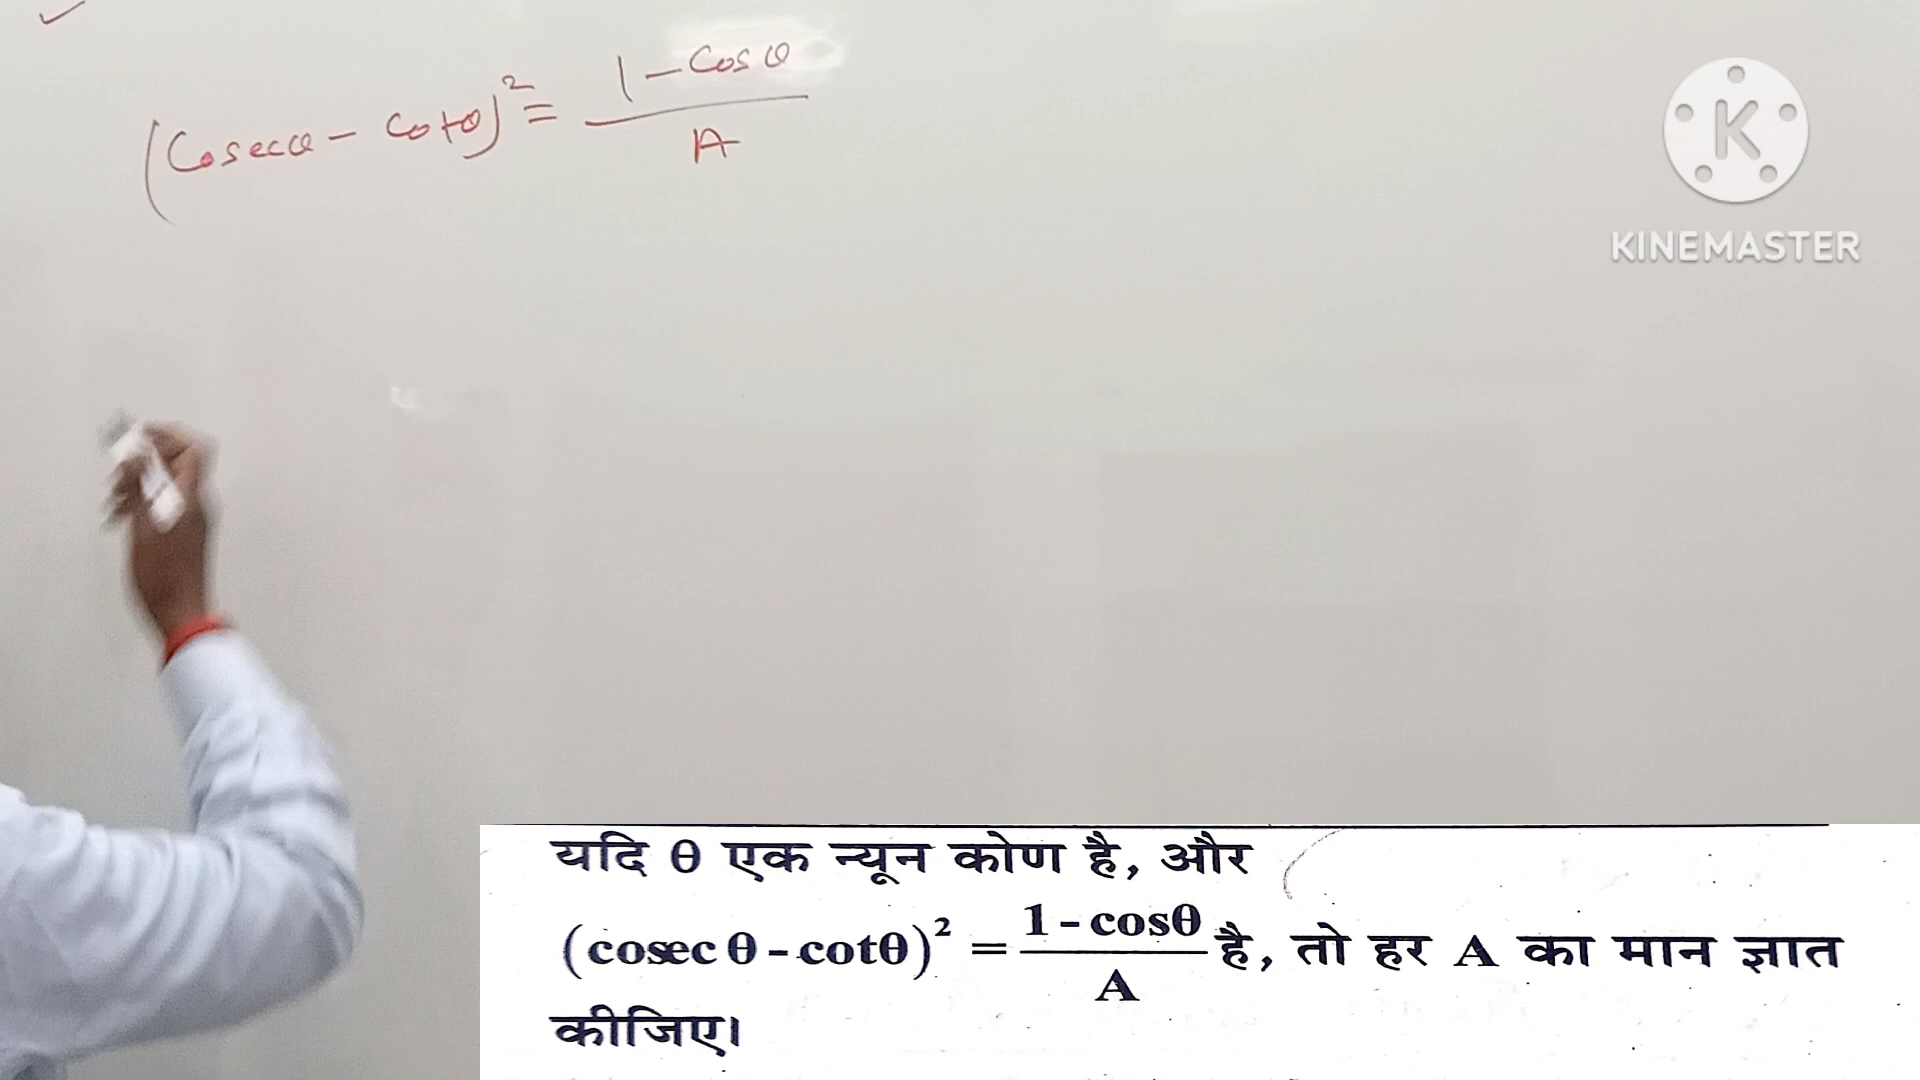 (Cosecθ - Cotθ)² = (1 - Cosθ)/A
KINEMASTER
यदि θ एक न्यून कोण है, और
(cosec θ - cotθ)² = (1 - cosθ)/A है, तो हर A का मान ज्ञात
कीजिए।